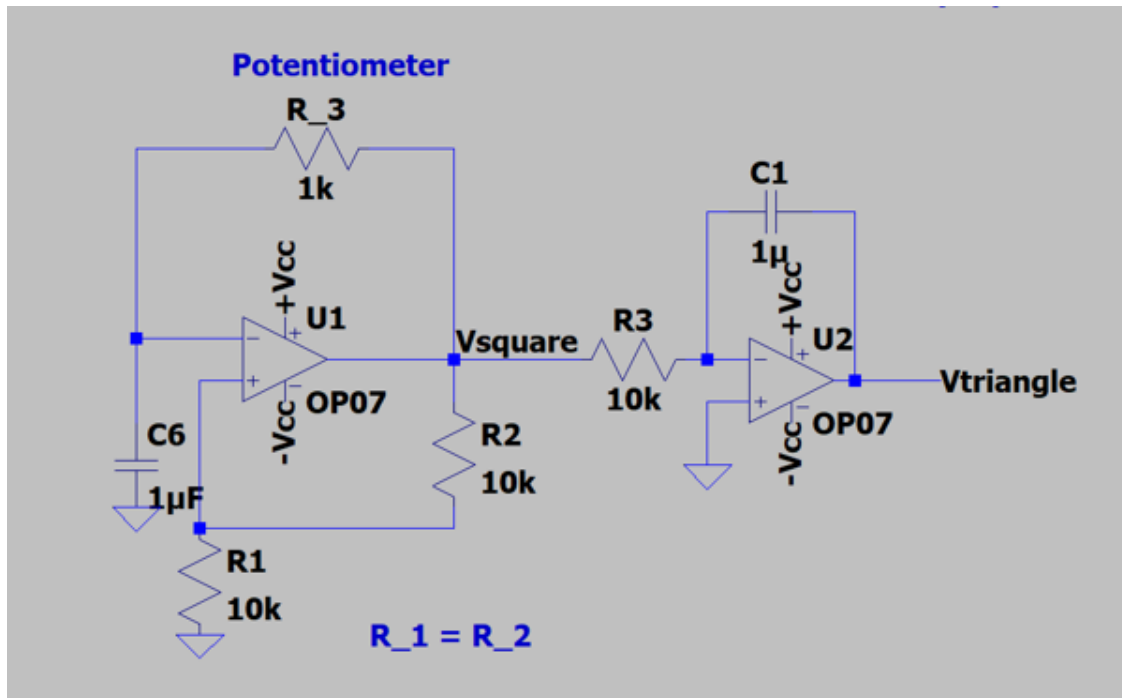 Potentiometer
R_3
1k
C1
1µ
+Vcc
U1
-
+
+
-
OP07
-Vcc
Vsquare
R3
10k
+Vcc
U2
-
+
+
-
OP07
-Vcc
Vtriangle
C6
1µF
R2
10k
R1
10k
R_1 = R_2